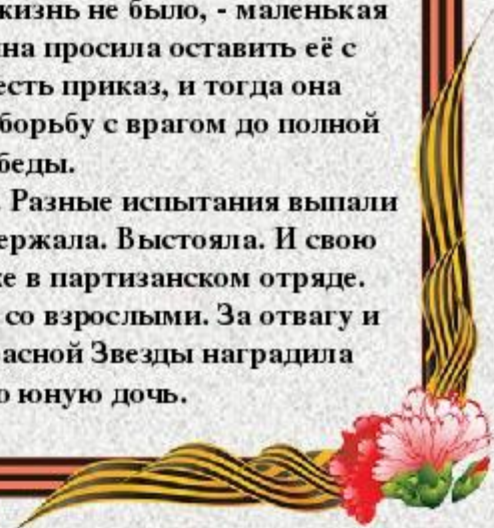 жизнь не было, - маленькая
на просила оставить её с
есть приказ, и тогда она
борьбу с врагом до полной
беды.
. Разные испытания выпали
ержала. Выстояла. И свою
е в партизанском отряде.
со взрослыми. За отвагу и
асной Звезды наградила
о юную дочь.